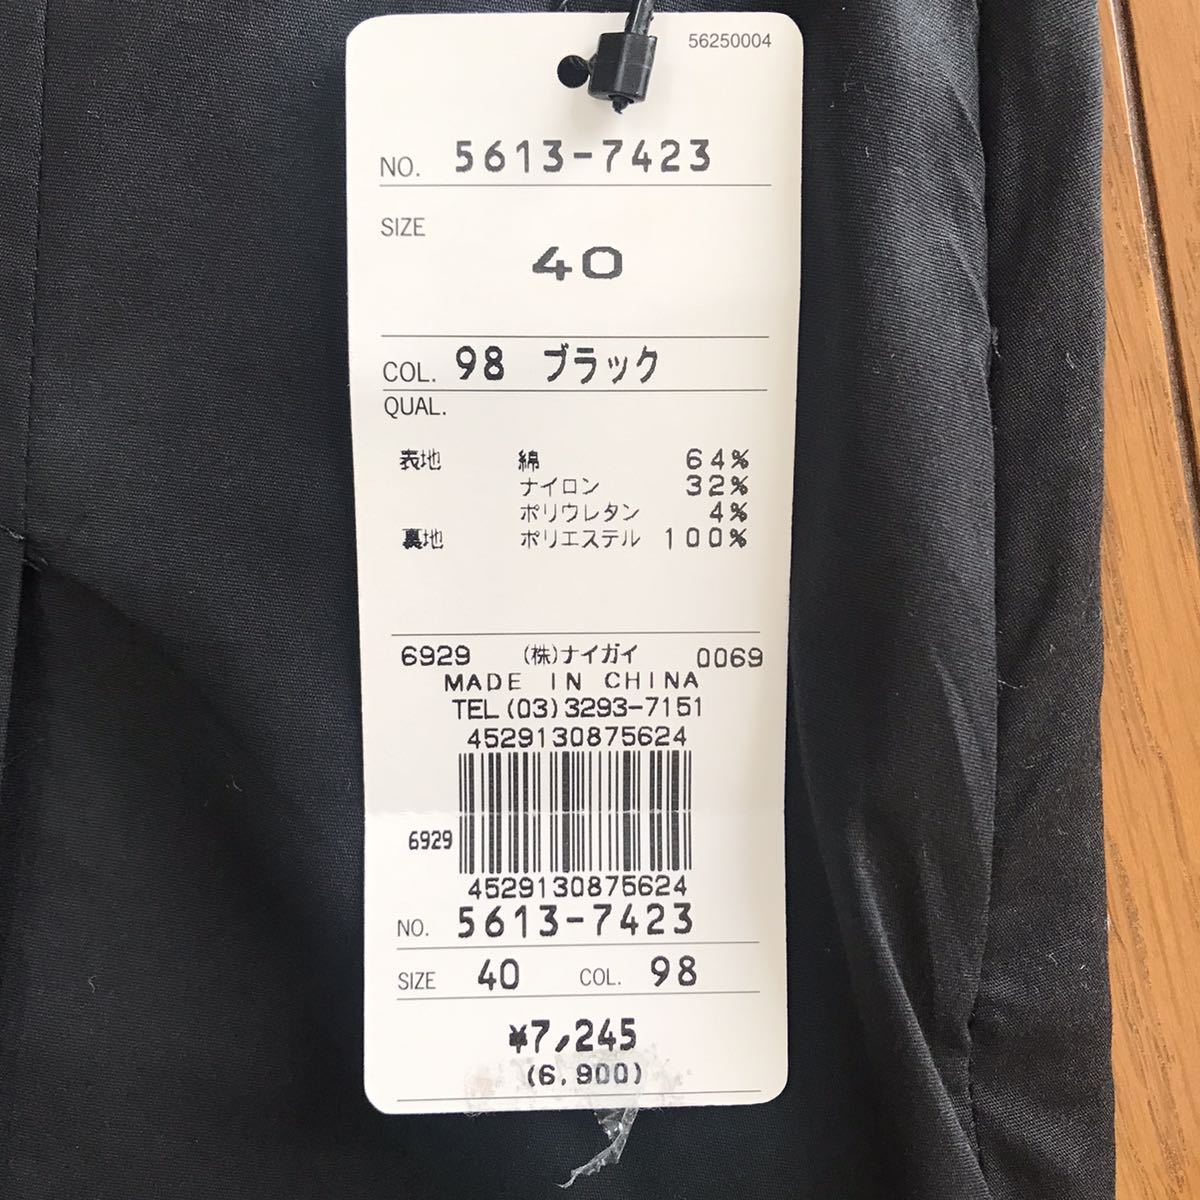 56250004
NO. 5613-7423
SIZE
40
COL. 98 ブラック
QUAL.
表地 綿 64%
ナイロン 32%
ポリウレタン 4%
裏地 ポリエステル 100%
6929 (株)ナイガイ 0069
MADE IN CHINA
TEL(03)3293-7151
4529130875624
6929
4529130875624
NO. 5613-7423
SIZE 40 COL. 98
¥7,245
(6,900)